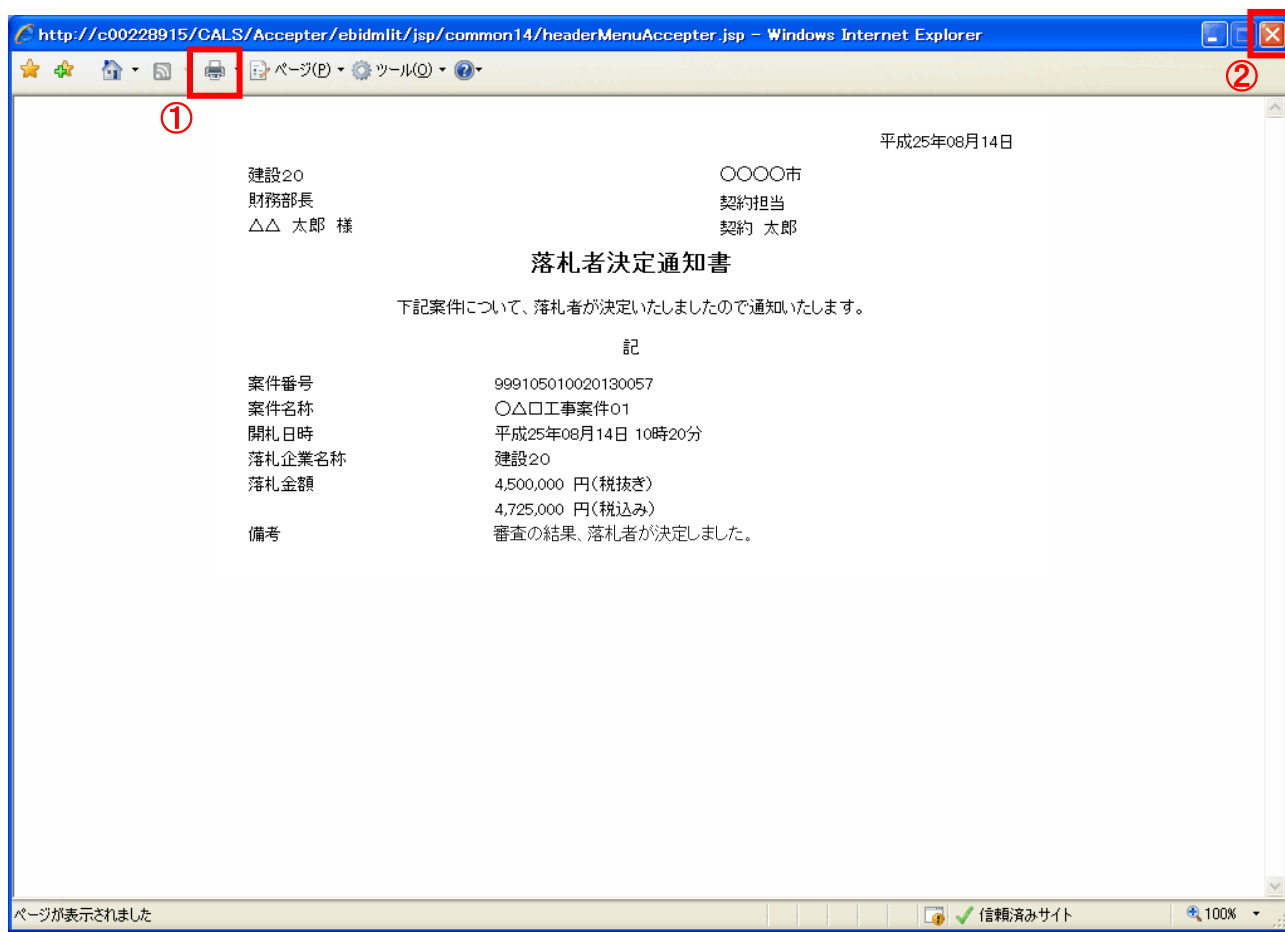 http://c00228915/CALS/Accepter/ebidmlit/jsp/common14/headerMenuAccepter.jsp - Windows Internet Explorer
ページ(P) ツール(O)
① ②
平成25年08月14日
建設20 〇〇〇〇市
財務部長 契約担当
△△ 太郎 様 契約 太郎
落札者決定通知書
下記案件について、落札者が決定いたしましたので通知いたします。
記
案件番号 999105010020130057
案件名称 〇△口工事案件01
開札日時 平成25年08月14日 10時20分
落札企業名称 建設20
落札金額 4,500,000 円(税抜き)
4,725,000 円(税込み)
備考 審査の結果、落札者が決定しました。
ページが表示されました 信頼済みサイト 100%